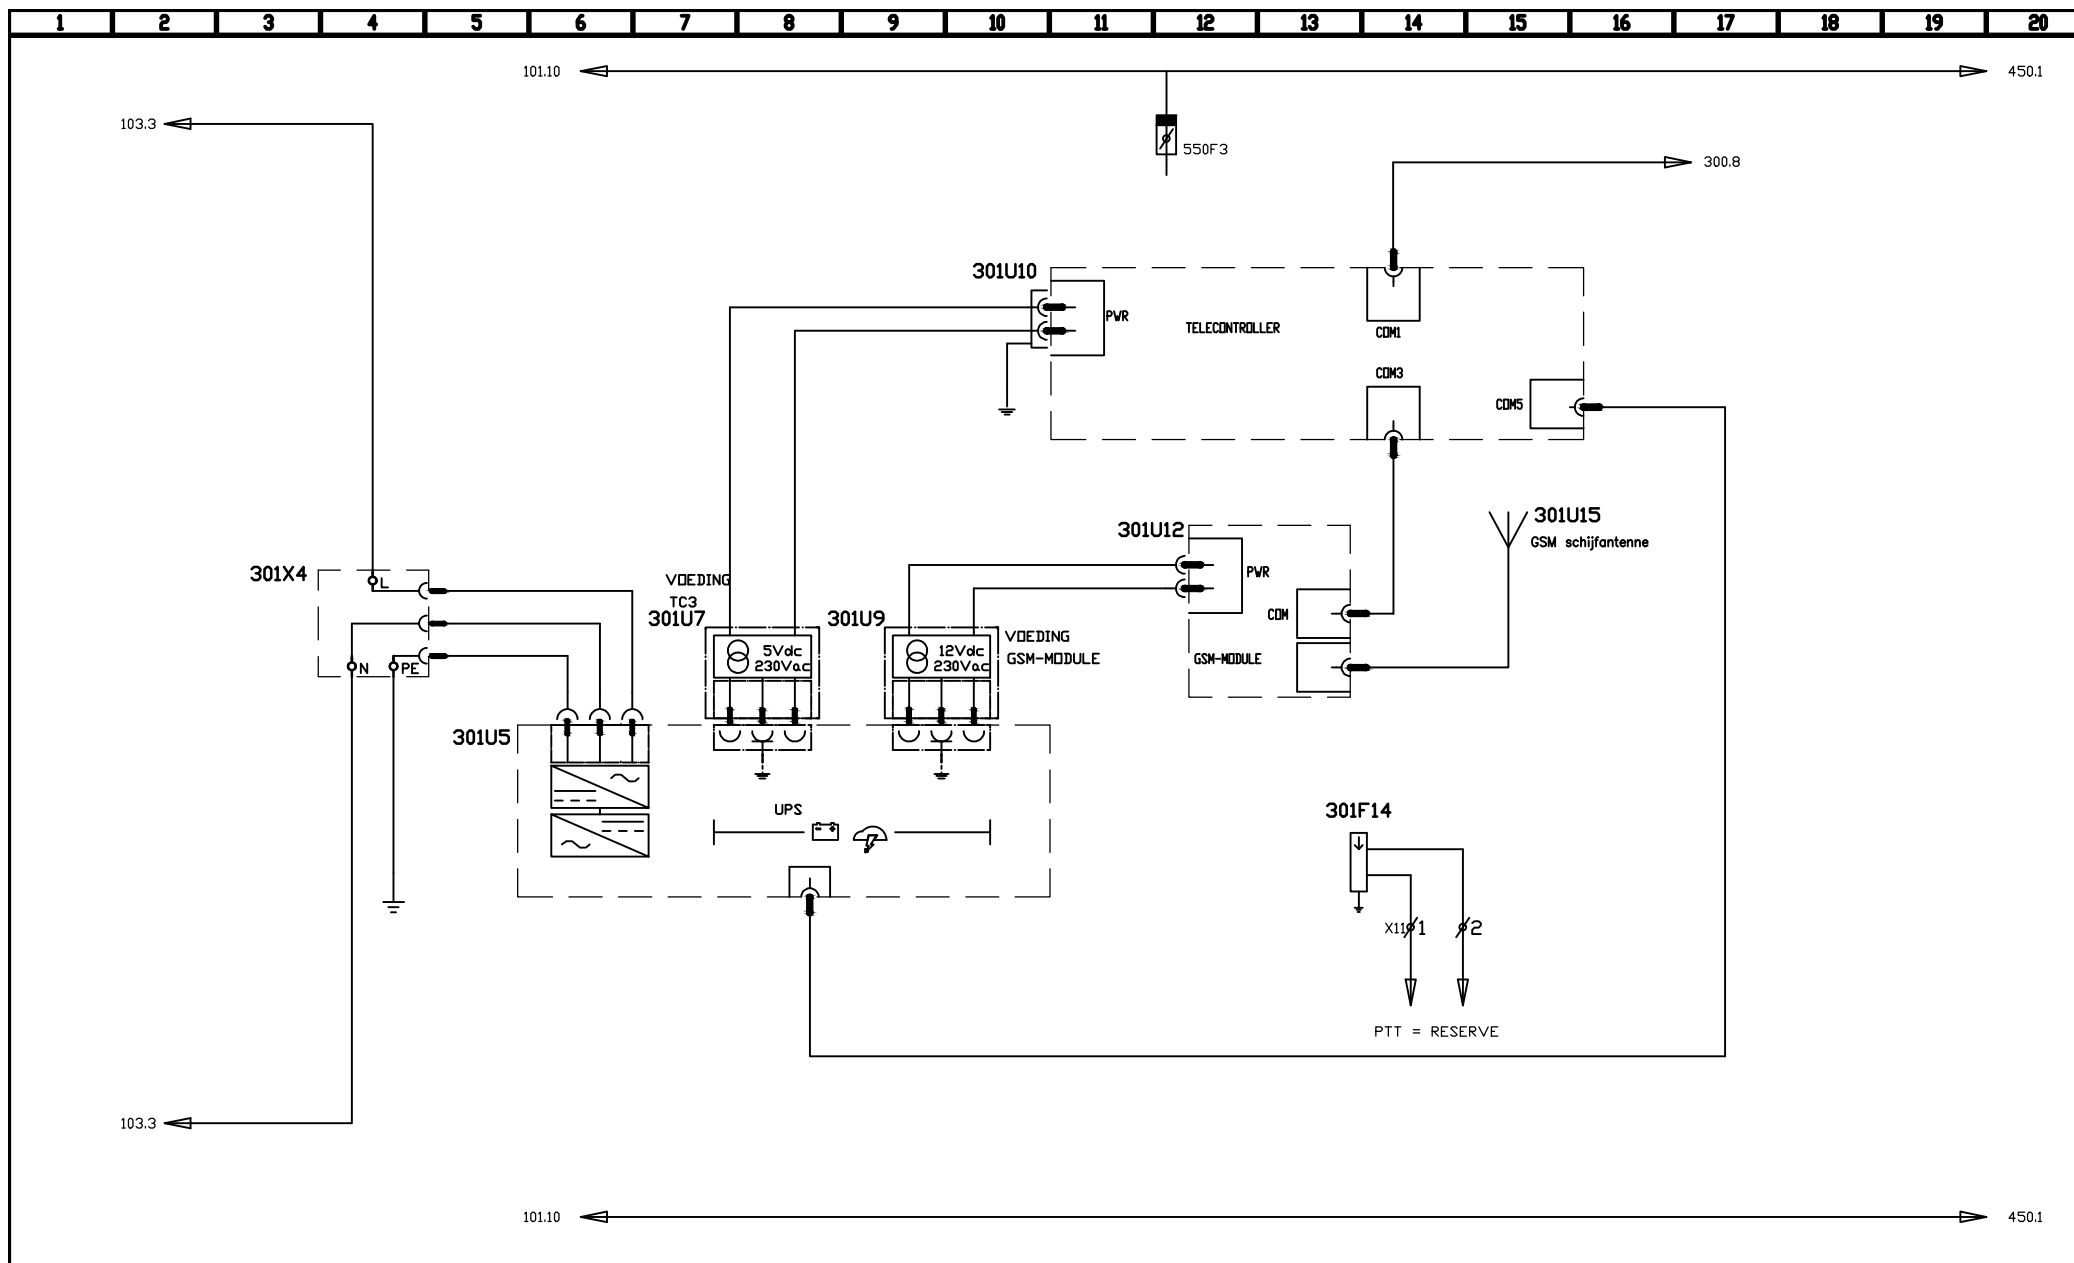 1 2 3 4 5 6 7 8 9 10 11 12 13 14 15 16 17 18 19 20
101.10 450.1
103.3
550F3
300.8
301U10
PWR
TELECONTROLLER
COM1
COM3
COM5
301U12
301U15
GSM schijfantenne
301X4
L
N
PE
VOEDING
TC3
301U7
5Vdc
230Vac
301U9
12Vdc
230Vac
VOEDING
GSM-MODULE
PWR
COM
GSM-MODULE
301U5
UPS
301F14
X11 1 2
PTT = RESERVE
103.3
101.10 450.1